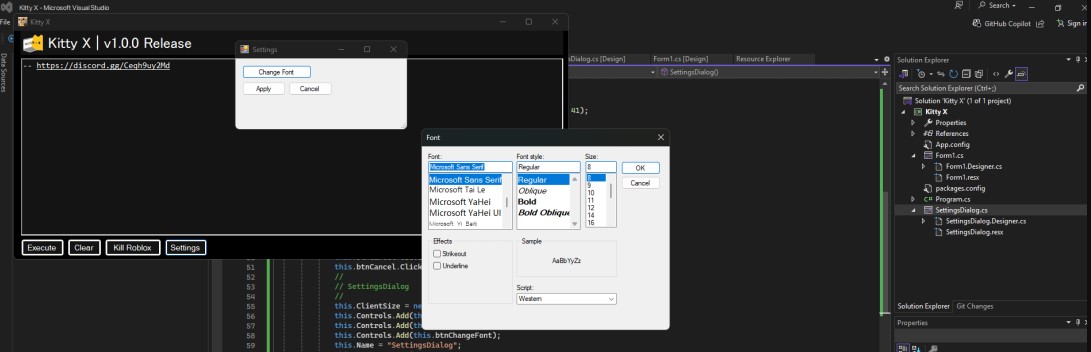 Kitty X - Microsoft Visual Studio
Search
File
Kitty X
GitHub Copilot
Sign in
Kitty X | v1.0.0 Release
Settings
Data Sources
-- https://discord.gg/Ceqh9uy2Md
Change Font
Apply
Cancel
sDialog.cs [Design]
Form1.cs [Design]
Resource Explorer
SettingsDialog()
41);
Solution Explorer
Search Solution Explorer (Ctrl+;)
Solution 'Kitty X' (1 of 1 project)
Kitty X
Properties
References
App.config
Form1.cs
Form1.Designer.cs
Form1.resx
packages.config
C# Program.cs
SettingsDialog.cs
SettingsDialog.Designer.cs
SettingsDialog.resx
Font
Font:
Font style:
Size:
Microsoft Sans Serif
Regular
8
OK
Cancel
Microsoft Sans Serif
Microsoft Tai Le
Microsoft YaHei
Microsoft YaHei UI
Microsoft Yi Baiti
Regular
Oblique
Bold
Bold Oblique
8
9
10
11
12
14
16
Effects
Strikeout
Underline
Sample
AaBbYyZz
Script:
Western
Execute
Clear
Kill Roblox
Settings
51 this.btnCancel.Click
52 //
53 // SettingsDialog
54 //
55 this.ClientSize = ne
56 this.Controls.Add(th
57 this.Controls.Add(th
58 this.Controls.Add(this.btnChangeFont);
59 this.Name = "SettingsDialog";
Solution Explorer
Git Changes
Properties